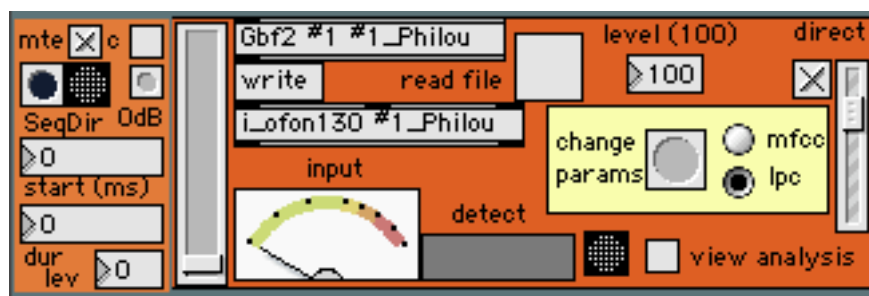 mte c
SeqDir 0dB
0
start (ms)
0
dur
lev 0
Gbf2 #1 #1_Philou
write read file
i_ofon130 #1_Philou
input
detect
level (100)
100
direct
change
params
mfcc
lpc
view analysis